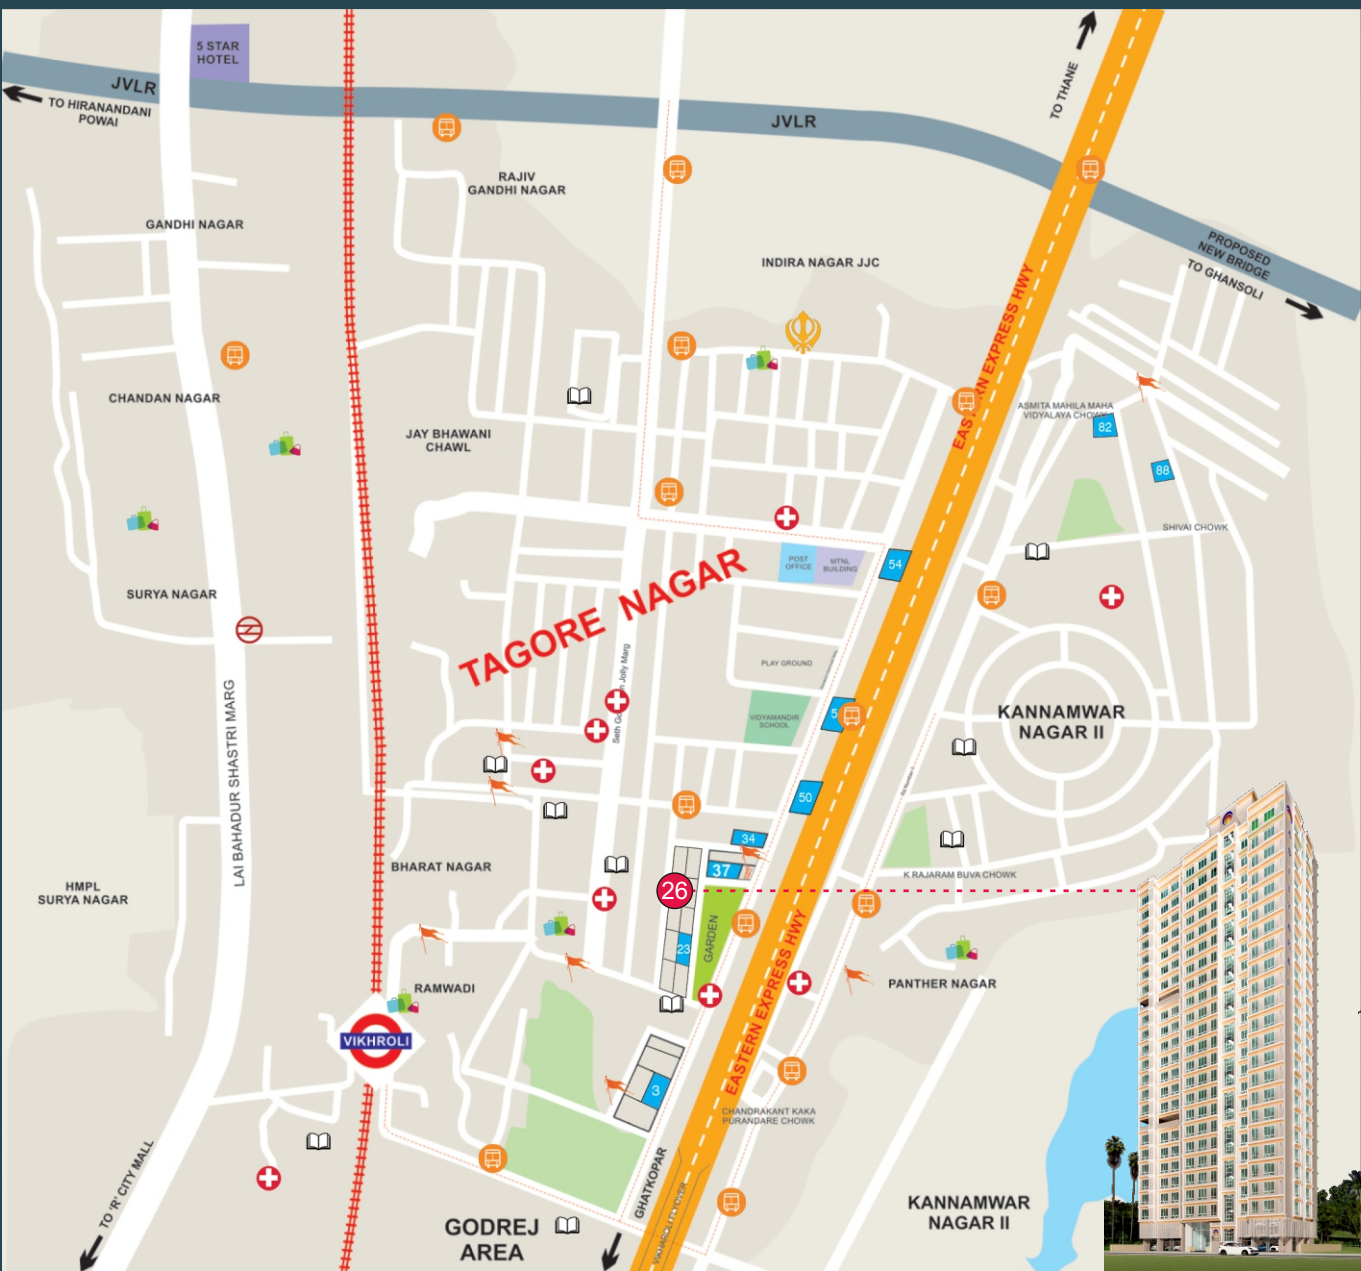 5 STAR
HOTEL
JVLR
TO HIRANANDANI
POWAI
JVLR
TO THANE
RAJIV
GANDHI NAGAR
GANDHI NAGAR
INDIRA NAGAR JJC
PROPOSED
NEW BRIDGE
TO GHANSOLI
EASTERN EXPRESS HWY
CHANDAN NAGAR
JAY BHAWANI
CHAWL
ASMITA MAHILA MAHA
VIDYALAYA CHOWK
82
88
SHIVAI CHOWK
POST
OFFICE
MTNL
BUILDING
54
SURYA NAGAR
TAGORE NAGAR
PLAY GROUND
VIDYAMANDIR
SCHOOL
5
KANNAMWAR
NAGAR II
LAI BAHADUR SHASTRI MARG
50
34
37
BHARAT NAGAR
K RAJARAM BUVA CHOWK
HMPL
SURYA NAGAR
26
GARDEN
23
EASTERN EXPRESS HWY
RAMWADI
PANTHER NAGAR
VIKHROLI
3
CHANDRAKANT KAKA
PURANDARE CHOWK
TO 'R' CITY MALL
GHATKOPAR
VIKHROLI FLYOVER
GODREJ
AREA
KANNAMWAR
NAGAR II